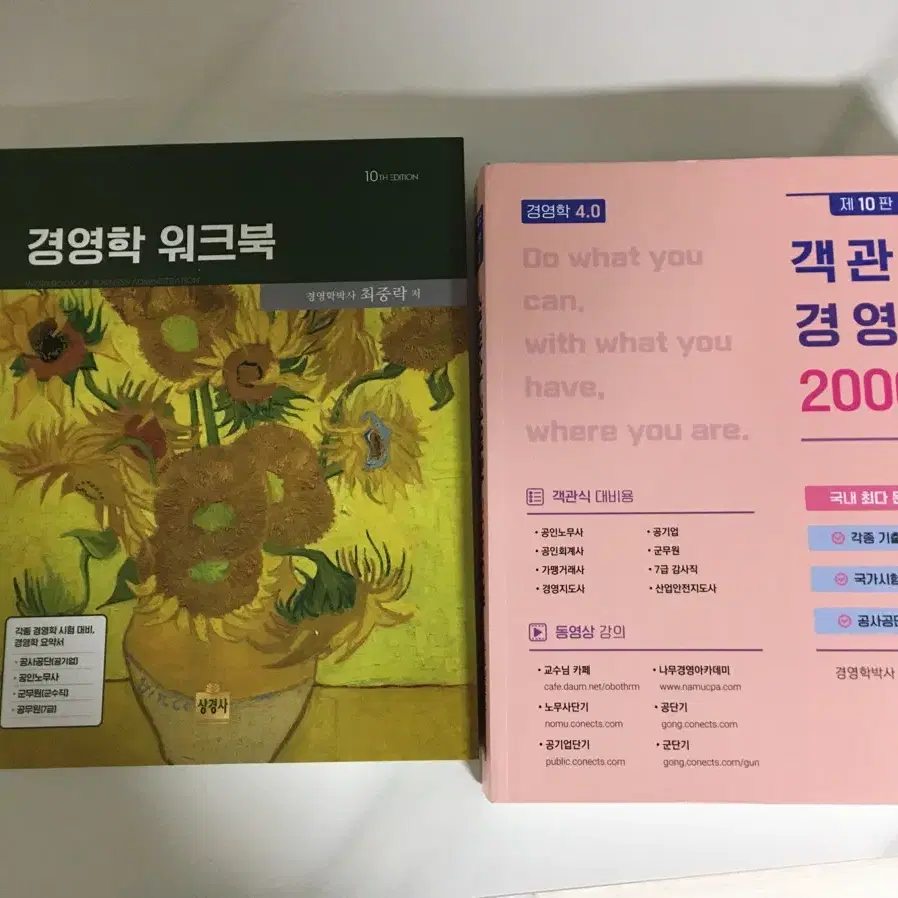 10TH EDITION
경영학 워크북
WORKBOOK OF BUSINESS ADMINISTRATION
경영학박사 최중락 저
각종 경영학 시험 대비,
경영학 요약서
• 공사공단(공기업)
• 공인노무사
• 군무원(군수직)
• 공무원(7급)
상경사
경영학 4.0
제10판
Do what you
can,
with what you
have,
where you are.
객관
경영
2000
객관식 대비용
• 공인노무사
• 공기업
• 공인회계사
• 군무원
• 가맹거래사
• 7급 감사직
• 경영지도사
• 산업안전지도사
국내 최다
각종 기출
국가시험
공사공단
동영상 강의
• 교수님 카페
cafe.daum.net/obothrm
• 나무경영아카데미
www.namucpa.com
• 노무사단기
nomu.conects.com
• 공단기
gong.conects.com
• 공기업단기
public.conects.com
• 군단기
gong.conects.com/gun
경영학박사